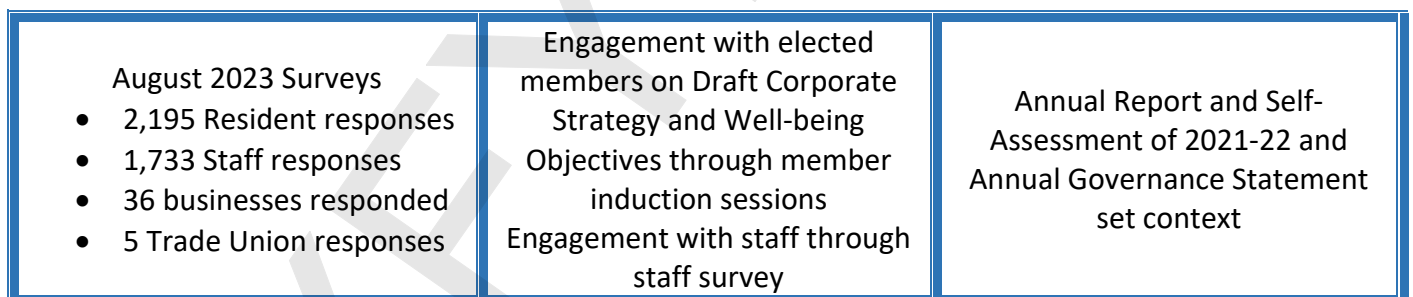 August 2023 Surveys
• 2,195 Resident responses
• 1,733 Staff responses
• 36 businesses responded
• 5 Trade Union responses
Engagement with elected
members on Draft Corporate
Strategy and Well-being
Objectives through member
induction sessions
Engagement with staff through
staff survey
Annual Report and Self-
Assessment of 2021-22 and
Annual Governance Statement
set context